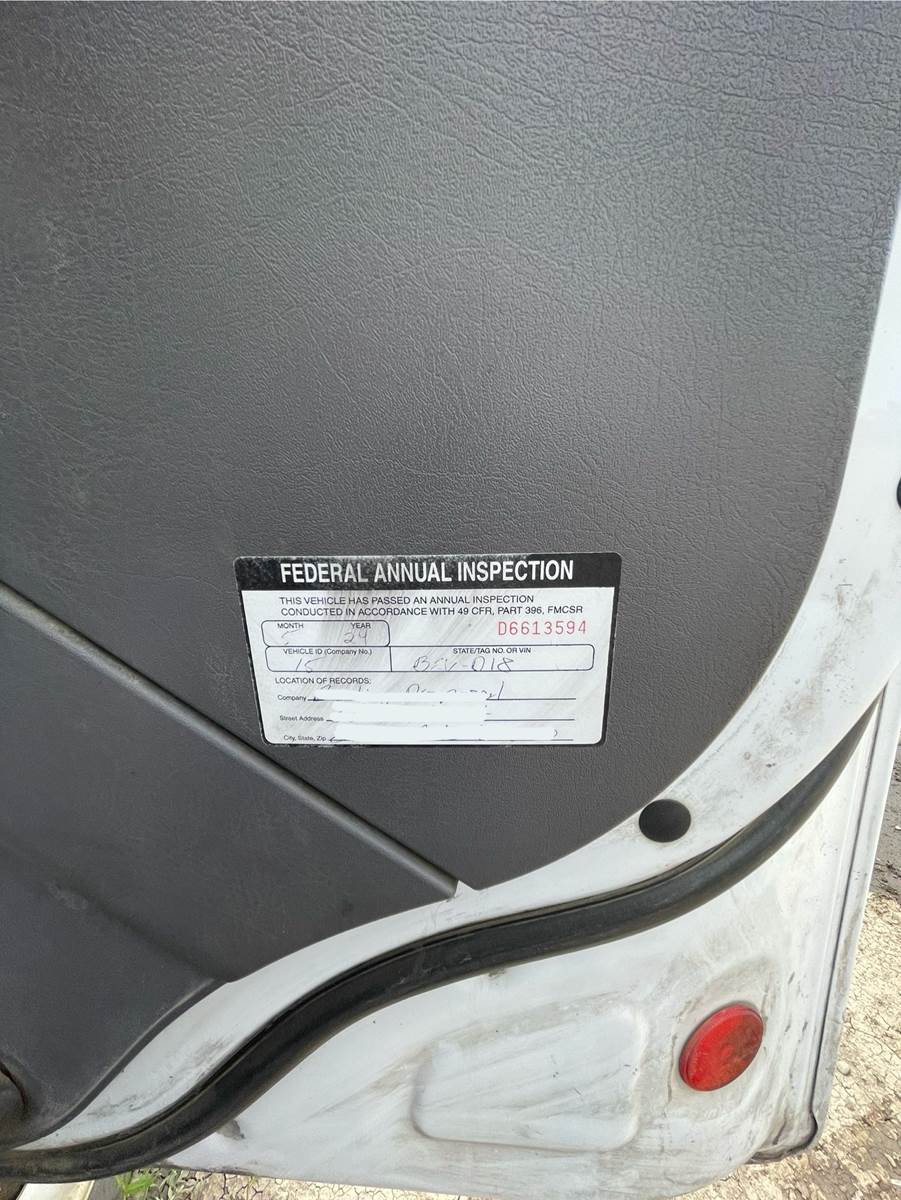 FEDERAL ANNUAL INSPECTION
THIS VEHICLE HAS PASSED AN ANNUAL INSPECTION
CONDUCTED IN ACCORDANCE WITH 49 CFR, PART 396, FMCSR
MONTH YEAR D6613594
5 24
VEHICLE ID (Company No.) STATE/TAG NO. OR VIN
15
LOCATION OF RECORDS:
Company
Street Address
City, State, Zip